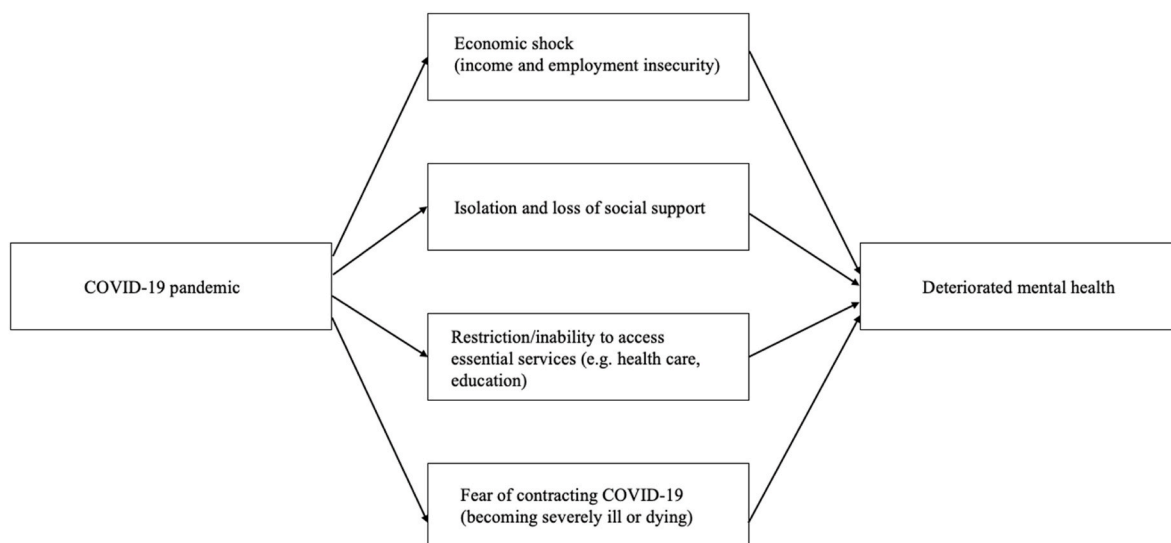 Economic shock
(income and employment insecurity)
Isolation and loss of social support
COVID-19 pandemic
Deteriorated mental health
Restriction/inability to access
essential services (e.g. health care,
education)
Fear of contracting COVID-19
(becoming severely ill or dying)